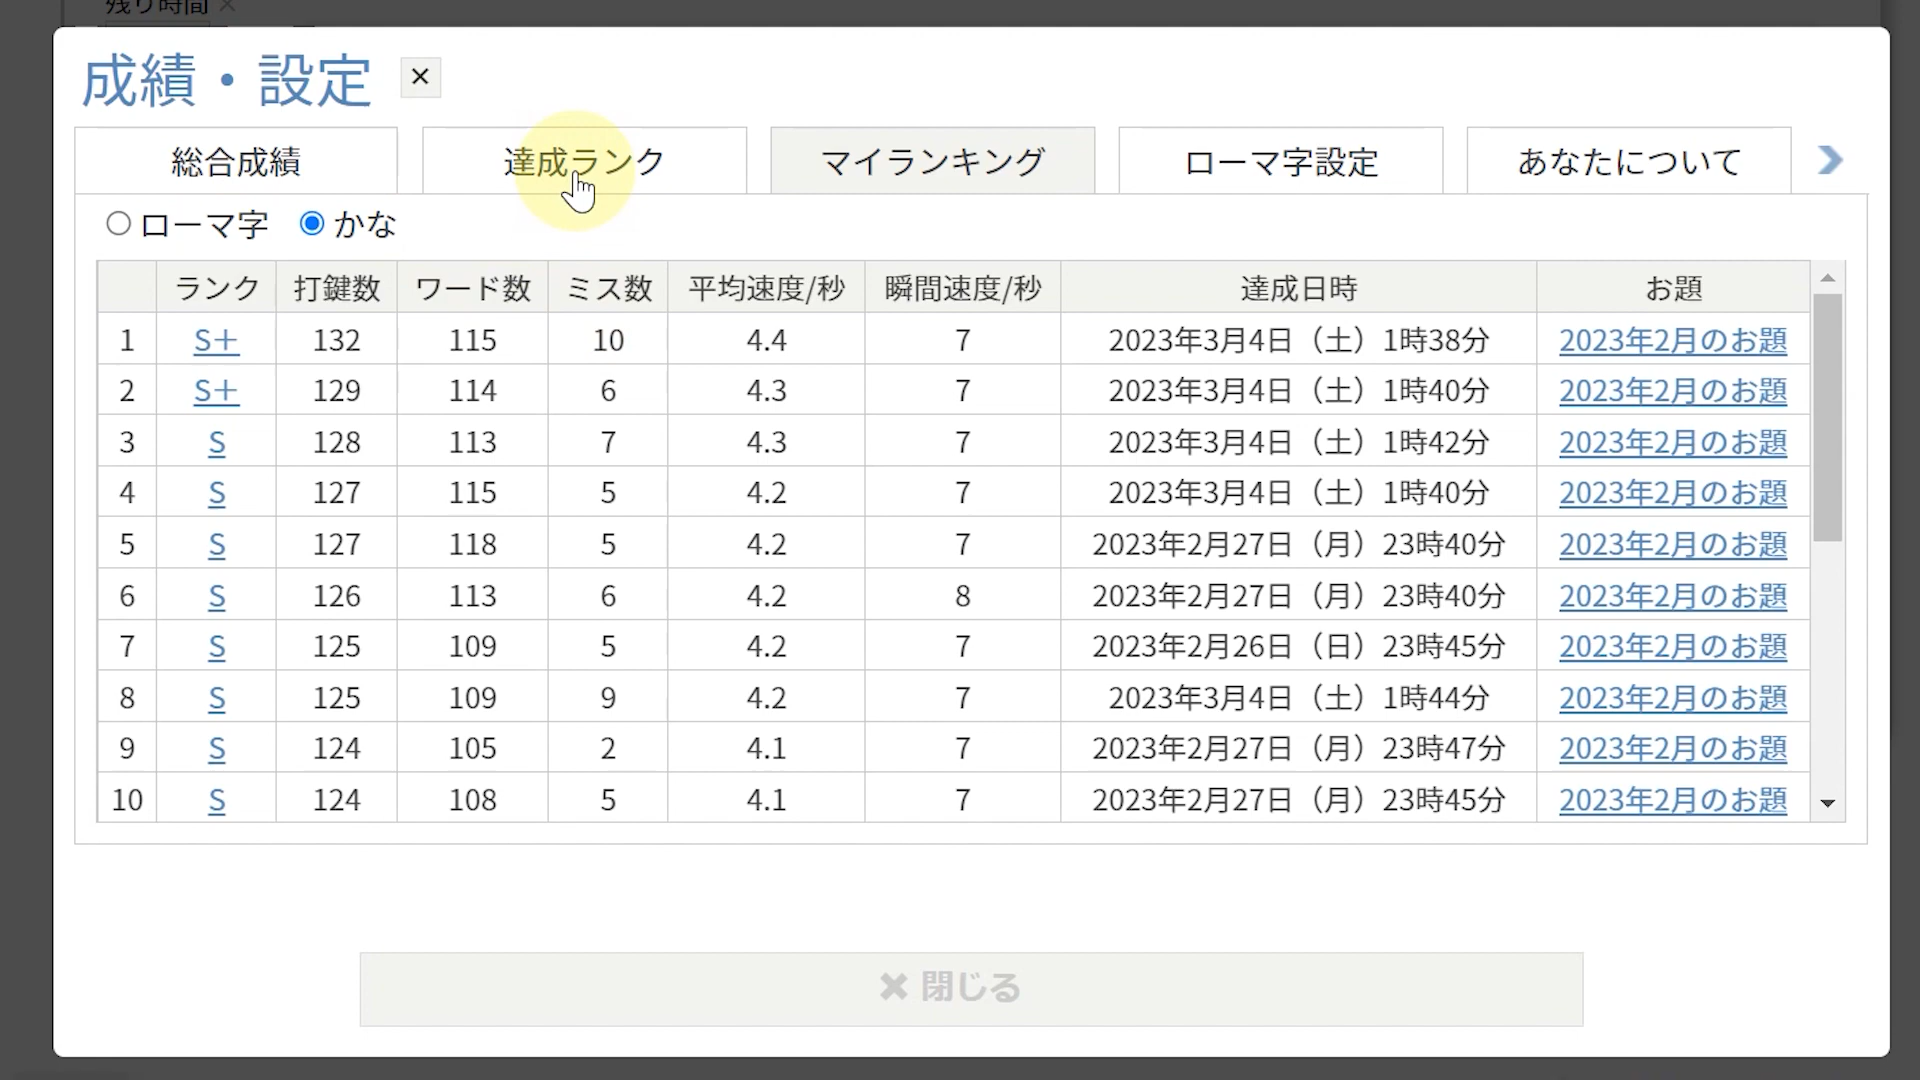 残り時間 ×
成績・設定 ×
総合成績 達成ランク マイランキング ローマ字設定 あなたについて
ローマ字 かな
ランク 打鍵数 ワード数 ミス数 平均速度/秒 瞬間速度/秒 達成日時 お題
1 S＋ 132 115 10 4.4 7 2023年3月4日（土）1時38分 2023年2月のお題
2 S＋ 129 114 6 4.3 7 2023年3月4日（土）1時40分 2023年2月のお題
3 S 128 113 7 4.3 7 2023年3月4日（土）1時42分 2023年2月のお題
4 S 127 115 5 4.2 7 2023年3月4日（土）1時40分 2023年2月のお題
5 S 127 118 5 4.2 7 2023年2月27日（月）23時40分 2023年2月のお題
6 S 126 113 6 4.2 8 2023年2月27日（月）23時40分 2023年2月のお題
7 S 125 109 5 4.2 7 2023年2月26日（日）23時45分 2023年2月のお題
8 S 125 109 9 4.2 7 2023年3月4日（土）1時44分 2023年2月のお題
9 S 124 105 2 4.1 7 2023年2月27日（月）23時47分 2023年2月のお題
10 S 124 108 5 4.1 7 2023年2月27日（月）23時45分 2023年2月のお題
✖ 閉じる